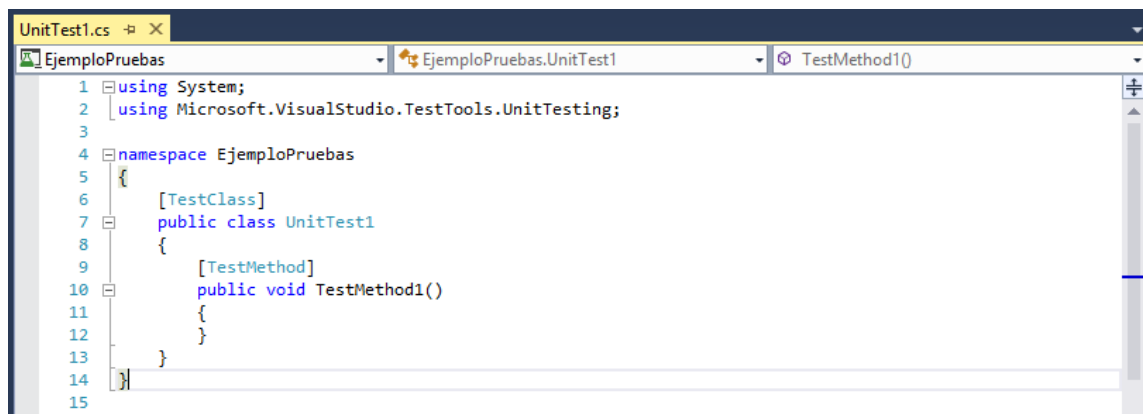 UnitTest1.cs
EjemploPruebas EjemploPruebas.UnitTest1 TestMethod1()
1 using System;
2 using Microsoft.VisualStudio.TestTools.UnitTesting;
3
4 namespace EjemploPruebas
5 {
6 [TestClass]
7 public class UnitTest1
8 {
9 [TestMethod]
10 public void TestMethod1()
11 {
12 }
13 }
14 }
15